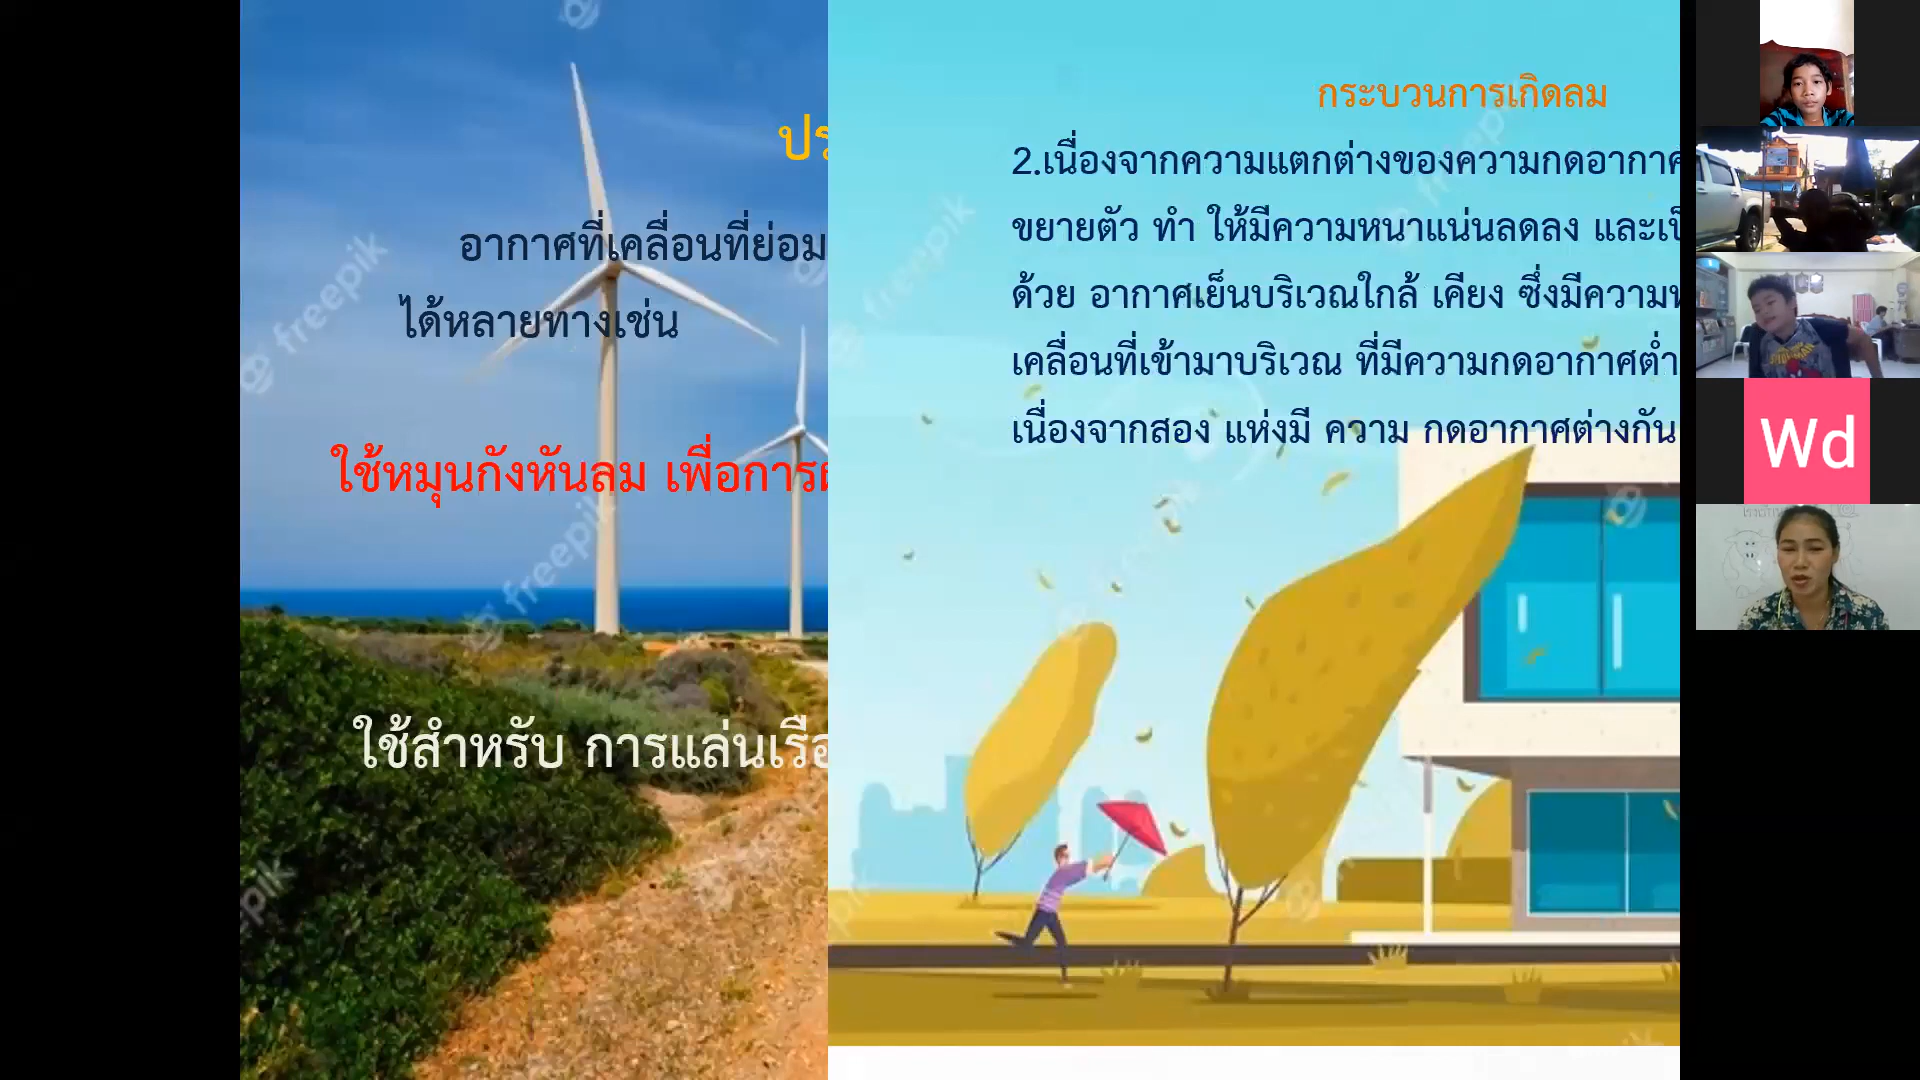 อากาศที่เคลื่อนที่ย่อม
ได้หลายทางเช่น
ใช้หมุนกังหันลม เพื่อการ
ใช้สำหรับ การแล่นเรือ
กระบวนการเกิดลม
2.เนื่องจากความแตกต่างของความกดอากาศ
ขยายตัว ทำ ให้มีความหนาแน่นลดลง และ
ด้วย อากาศเย็นบริเวณใกล้ เคียง ซึ่งมีความ
เคลื่อนที่เข้ามาบริเวณ ที่มีความกดอากาศต่ำ
เนื่องจากสอง แห่งมี ความ กดอากาศต่างกัน
freepik
freepik
freepik
freepik
Wd